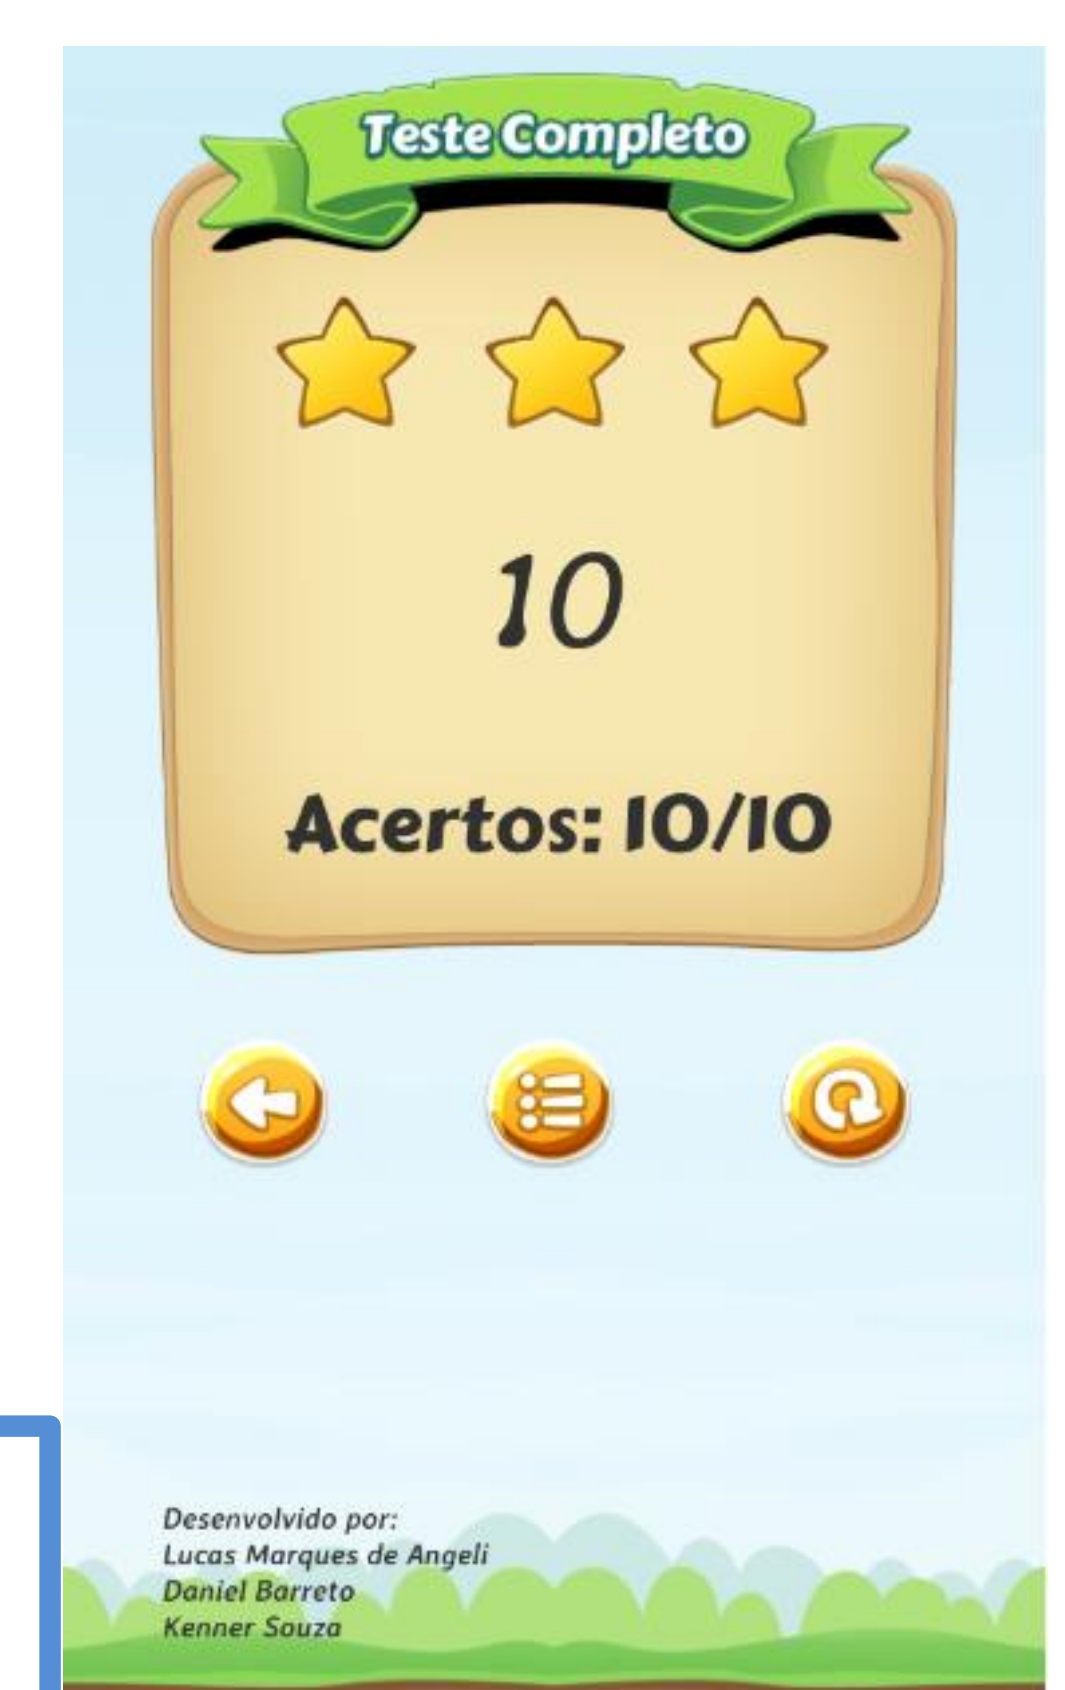 Teste Completo
10
Acertos: 10/10
Desenvolvido por:
Lucas Marques de Angeli
Daniel Barreto
Kenner Souza